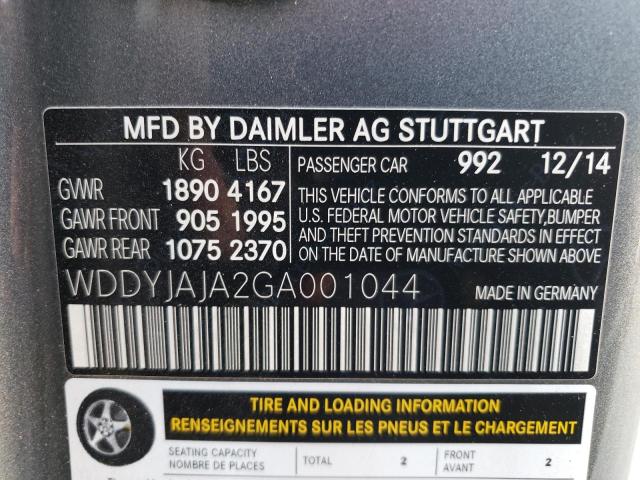 MFD BY DAIMLER AG STUTTGART
KG LBS
GVWR 1890 4167
GAWR FRONT 905 1995
GAWR REAR 1075 2370
PASSENGER CAR 992 12/14
THIS VEHICLE CONFORMS TO ALL APPLICABLE
U.S. FEDERAL MOTOR VEHICLE SAFETY, BUMPER
AND THEFT PREVENTION STANDARDS IN EFFECT
ON THE DATE OF MANUFACTURE SHOWN ABOVE
WDDYJAJA2GA001044 MADE IN GERMANY
TIRE AND LOADING INFORMATION
RENSEIGNEMENTS SUR LES PNEUS ET LE CHARGEMENT
SEATING CAPACITY
NOMBRE DE PLACES
TOTAL 2
FRONT
AVANT 2